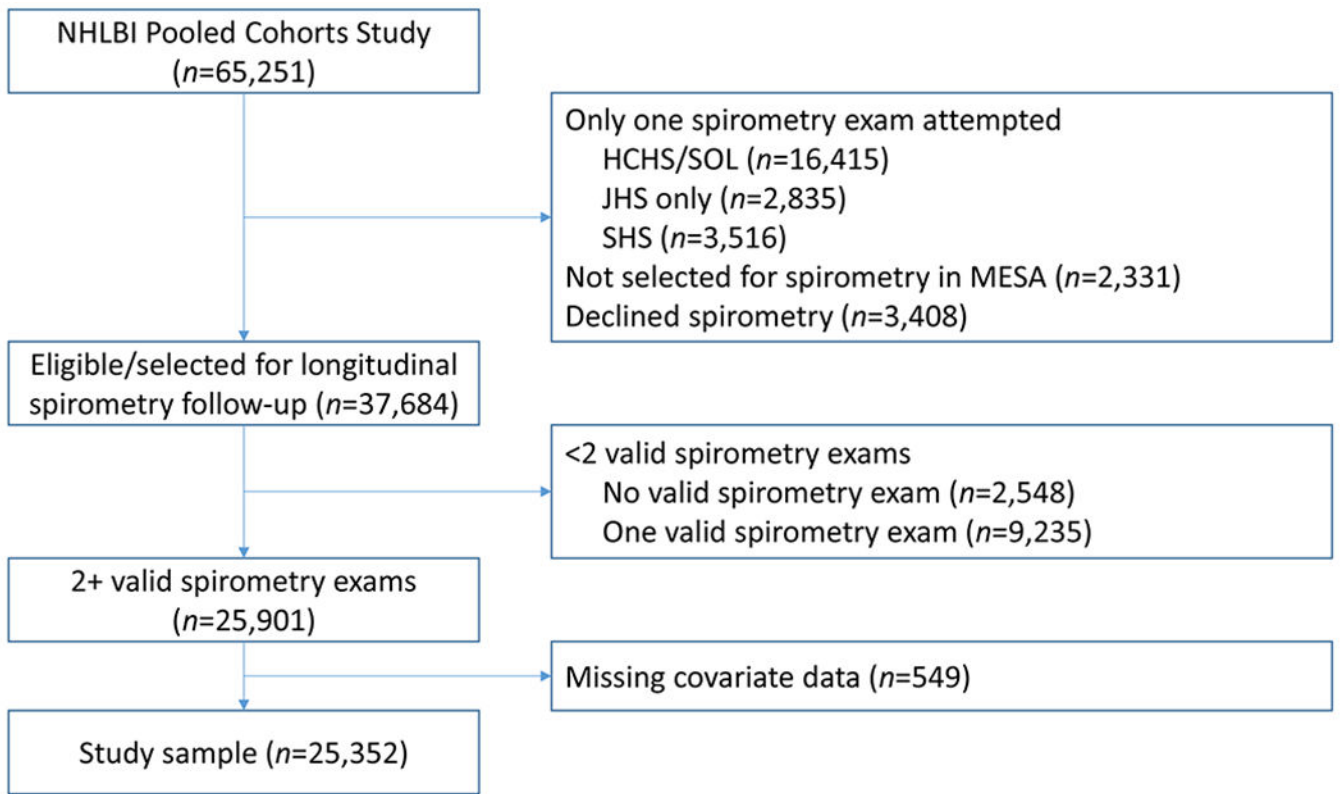 NHLBI Pooled Cohorts Study
(n=65,251)
Only one spirometry exam attempted
HCHS/SOL (n=16,415)
JHS only (n=2,835)
SHS (n=3,516)
Not selected for spirometry in MESA (n=2,331)
Declined spirometry (n=3,408)
Eligible/selected for longitudinal
spirometry follow-up (n=37,684)
<2 valid spirometry exams
No valid spirometry exam (n=2,548)
One valid spirometry exam (n=9,235)
2+ valid spirometry exams
(n=25,901)
Missing covariate data (n=549)
Study sample (n=25,352)